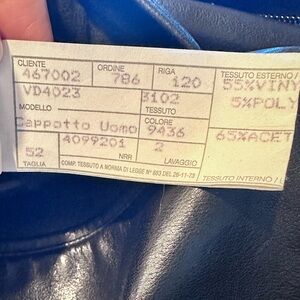 CLIENTE ORDINE RIGA TESSUTO ESTERNO /
467002 786 120 55%VINY
VD4023 3102 5%POLY
MODELLO TESSUTO
COLORE
Cappotto Uomo 9436 65%ACET
4099201 2
52 NRR LAVAGGIO
TAGLIA COMP. TESSUTO A NORMA DI LEGGE N° 883 DEL 26-11-73 TESSUTO INTERNO / L